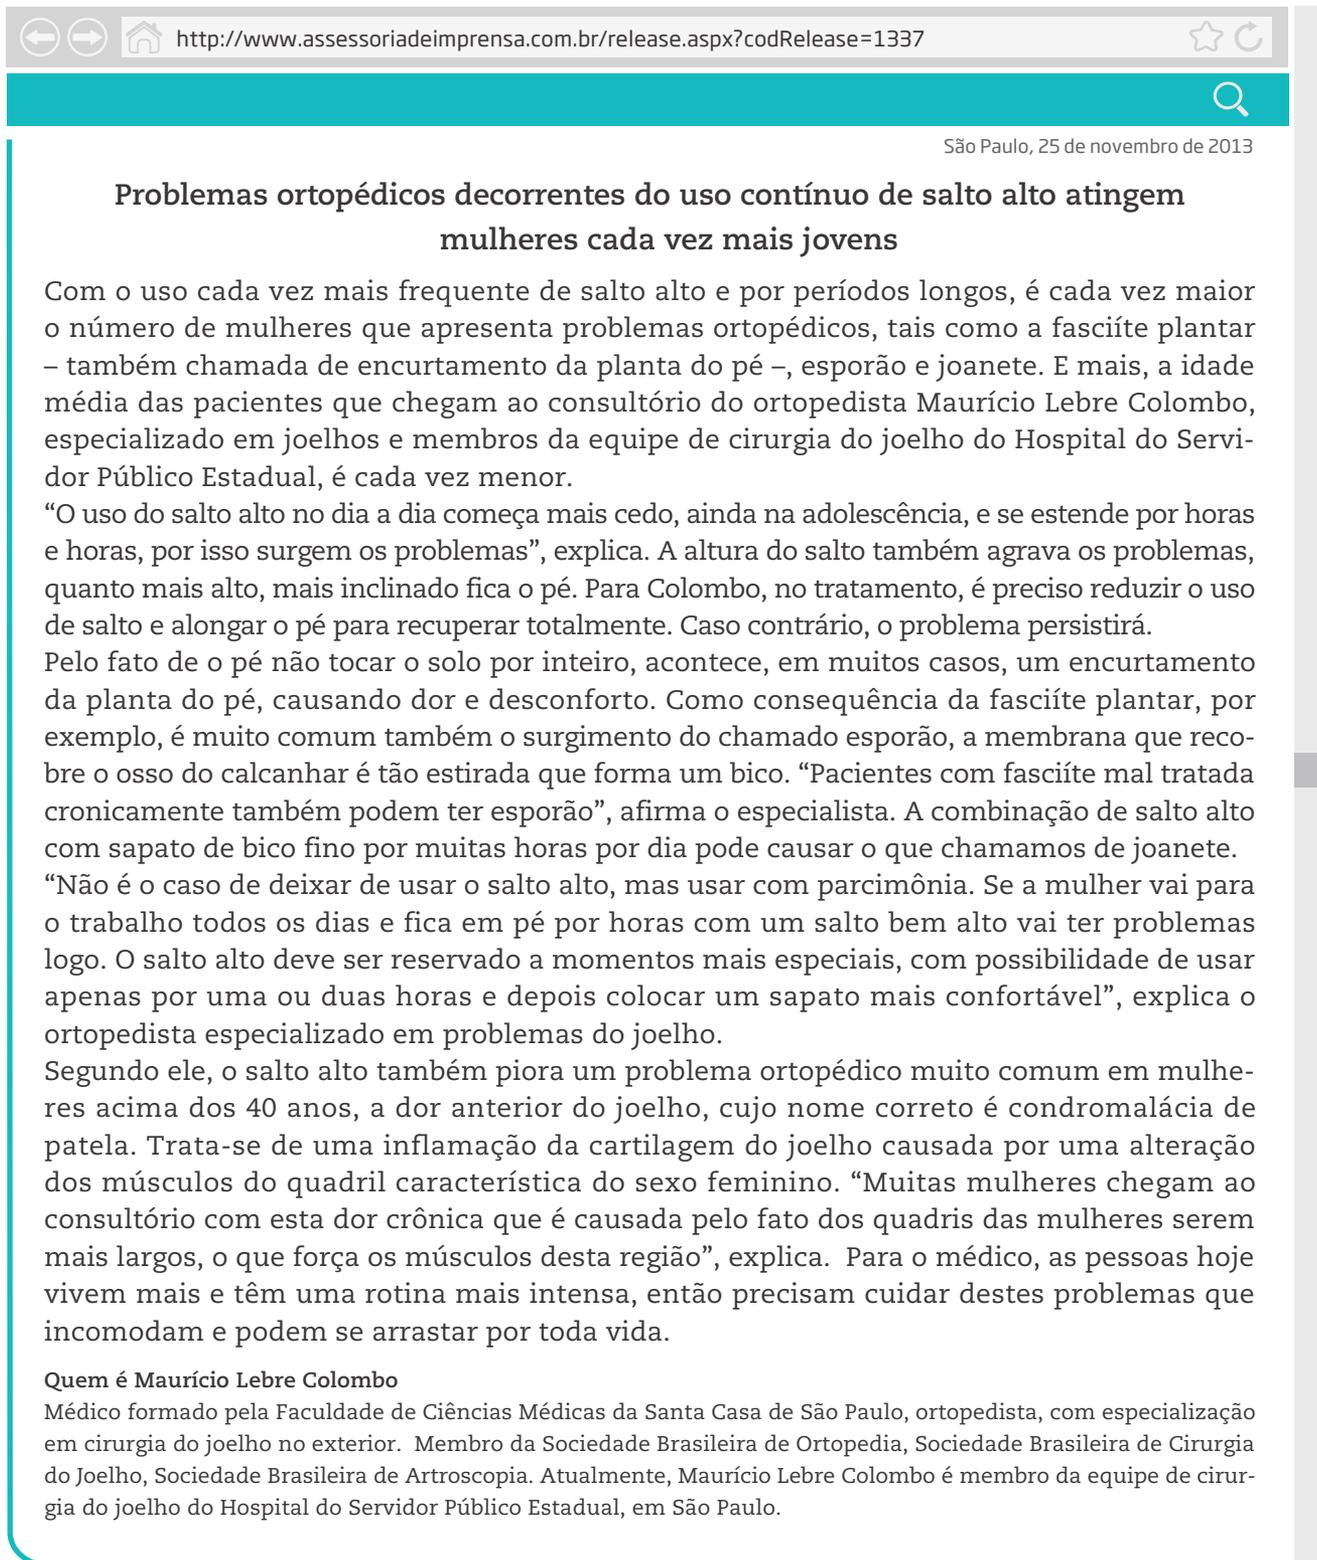 http://www.assessoriadeimprensa.com.br/release.aspx?codRelease=1337
São Paulo, 25 de novembro de 2013
Problemas ortopédicos decorrentes do uso contínuo de salto alto atingem
mulheres cada vez mais jovens
Com o uso cada vez mais frequente de salto alto e por períodos longos, é cada vez maior
o número de mulheres que apresenta problemas ortopédicos, tais como a fasciíte plantar
– também chamada de encurtamento da planta do pé –, esporão e joanete. E mais, a idade
média das pacientes que chegam ao consultório do ortopedista Maurício Lebre Colombo,
especializado em joelhos e membros da equipe de cirurgia do joelho do Hospital do Servi-
dor Público Estadual, é cada vez menor.
“O uso do salto alto no dia a dia começa mais cedo, ainda na adolescência, e se estende por horas
e horas, por isso surgem os problemas”, explica. A altura do salto também agrava os problemas,
quanto mais alto, mais inclinado fica o pé. Para Colombo, no tratamento, é preciso reduzir o uso
de salto e alongar o pé para recuperar totalmente. Caso contrário, o problema persistirá.
Pelo fato de o pé não tocar o solo por inteiro, acontece, em muitos casos, um encurtamento
da planta do pé, causando dor e desconforto. Como consequência da fasciíte plantar, por
exemplo, é muito comum também o surgimento do chamado esporão, a membrana que reco-
bre o osso do calcanhar é tão estirada que forma um bico. “Pacientes com fasciíte mal tratada
cronicamente também podem ter esporão”, afirma o especialista. A combinação de salto alto
com sapato de bico fino por muitas horas por dia pode causar o que chamamos de joanete.
“Não é o caso de deixar de usar o salto alto, mas usar com parcimônia. Se a mulher vai para
o trabalho todos os dias e fica em pé por horas com um salto bem alto vai ter problemas
logo. O salto alto deve ser reservado a momentos mais especiais, com possibilidade de usar
apenas por uma ou duas horas e depois colocar um sapato mais confortável”, explica o
ortopedista especializado em problemas do joelho.
Segundo ele, o salto alto também piora um problema ortopédico muito comum em mulhe-
res acima dos 40 anos, a dor anterior do joelho, cujo nome correto é condromalácia de
patela. Trata-se de uma inflamação da cartilagem do joelho causada por uma alteração
dos músculos do quadril característica do sexo feminino. “Muitas mulheres chegam ao
consultório com esta dor crônica que é causada pelo fato dos quadris das mulheres serem
mais largos, o que força os músculos desta região”, explica.  Para o médico, as pessoas hoje
vivem mais e têm uma rotina mais intensa, então precisam cuidar destes problemas que
incomodam e podem se arrastar por toda vida.
Quem é Maurício Lebre Colombo
Médico formado pela Faculdade de Ciências Médicas da Santa Casa de São Paulo, ortopedista, com especialização
em cirurgia do joelho no exterior.  Membro da Sociedade Brasileira de Ortopedia, Sociedade Brasileira de Cirurgia
do Joelho, Sociedade Brasileira de Artroscopia. Atualmente, Maurício Lebre Colombo é membro da equipe de cirur-
gia do joelho do Hospital do Servidor Público Estadual, em São Paulo.